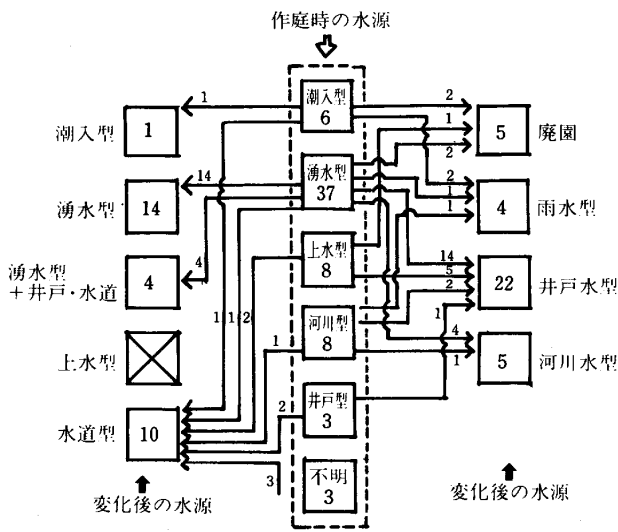 作庭時の水源
潮入型
6
湧水型
37
上水型
8
河川型
8
井戸型
3
不明
3
潮入型
1
湧水型
14
湧水型
+井戸・水道
4
上水型
水道型
10
変化後の水源
5
廃園
4
雨水型
22
井戸水型
5
河川水型
変化後の水源
1
14
4
1
1
2
1
2
3
2
1
2
2
1
1
14
5
2
1
4
1